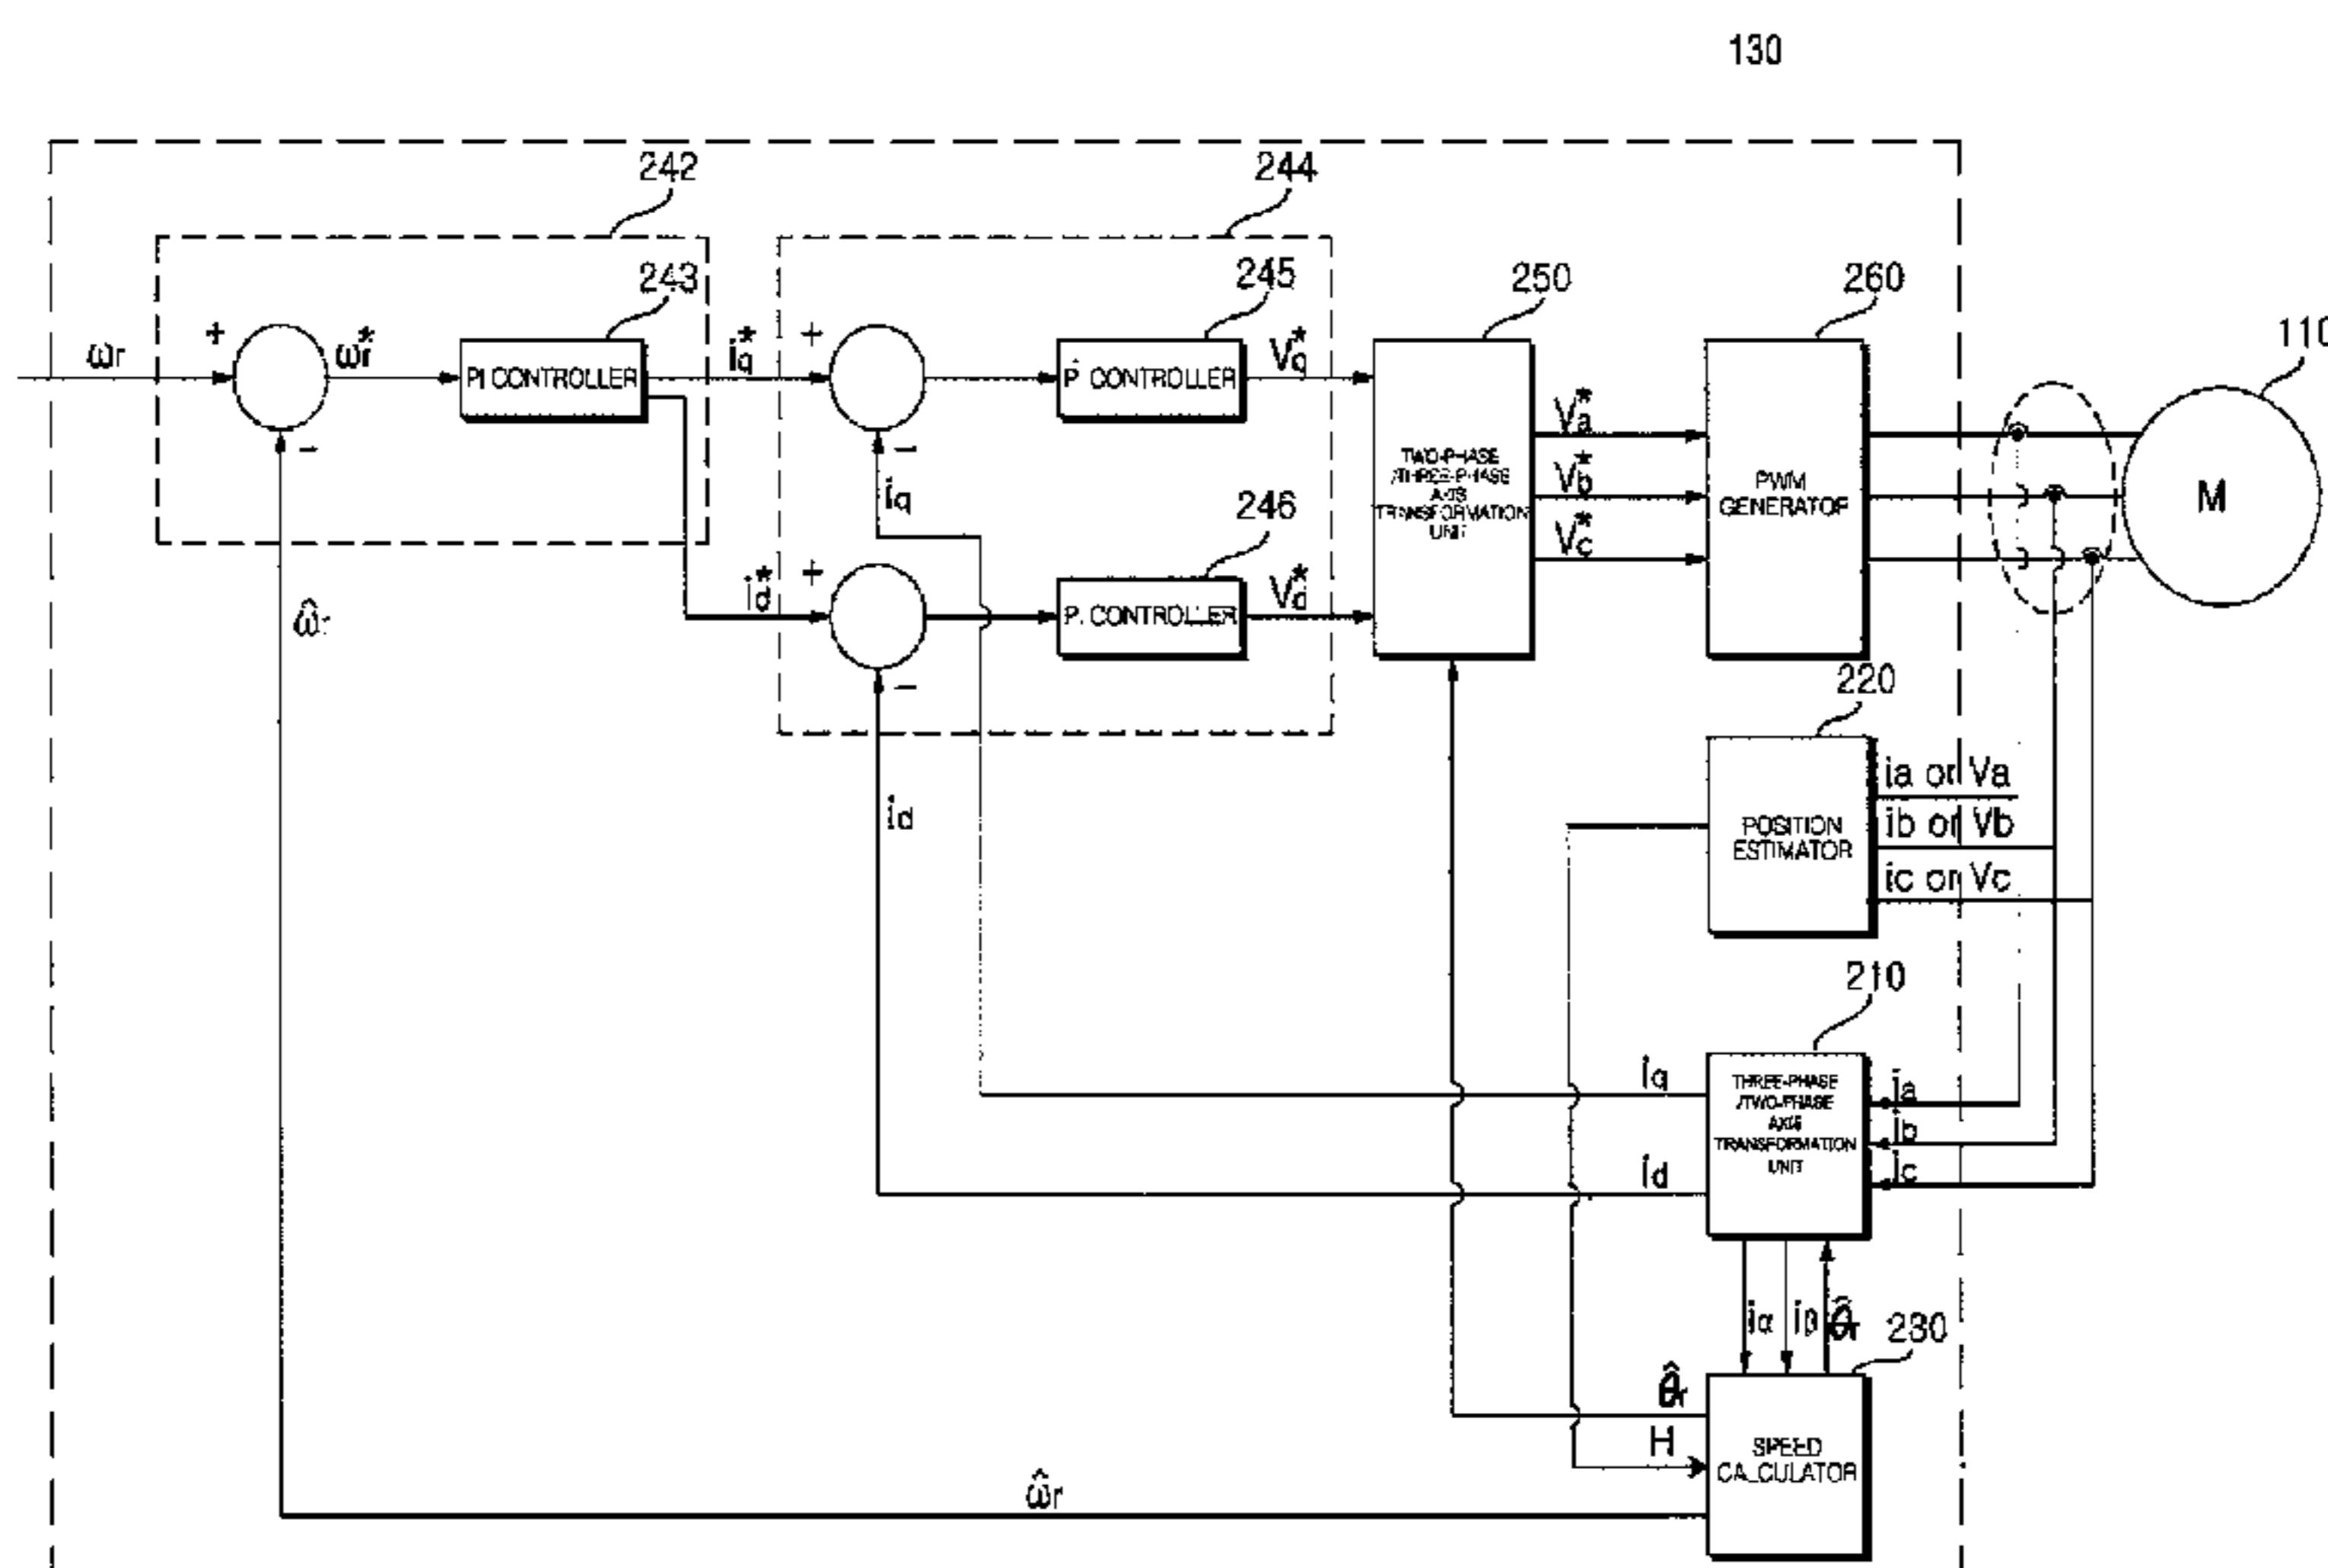 130
242
244
243
245
250
260
110
ωr
+
ωr*
PI CONTROLLER
iq*
+
P. CONTROLLER
Vq*
-
-
iq
TWO-PHASE
/THREE-PHASE
AXIS
TRANSFORMATION
UNIT
Va*
Vb*
Vc*
PWM
GENERATOR
M
246
id*
+
P. CONTROLLER
Vd*
-
ω̂r
id
220
POSITION
ESTIMATOR
ia or Va
ib or Vb
ic or Vc
210
THREE-PHASE
/TWO-PHASE
AXIS
TRANSFORMATION
UNIT
iq
id
ia
ib
ic
iα
iβ
θ̂r
230
θ̂r
H
SPEED
CALCULATOR
ω̂r